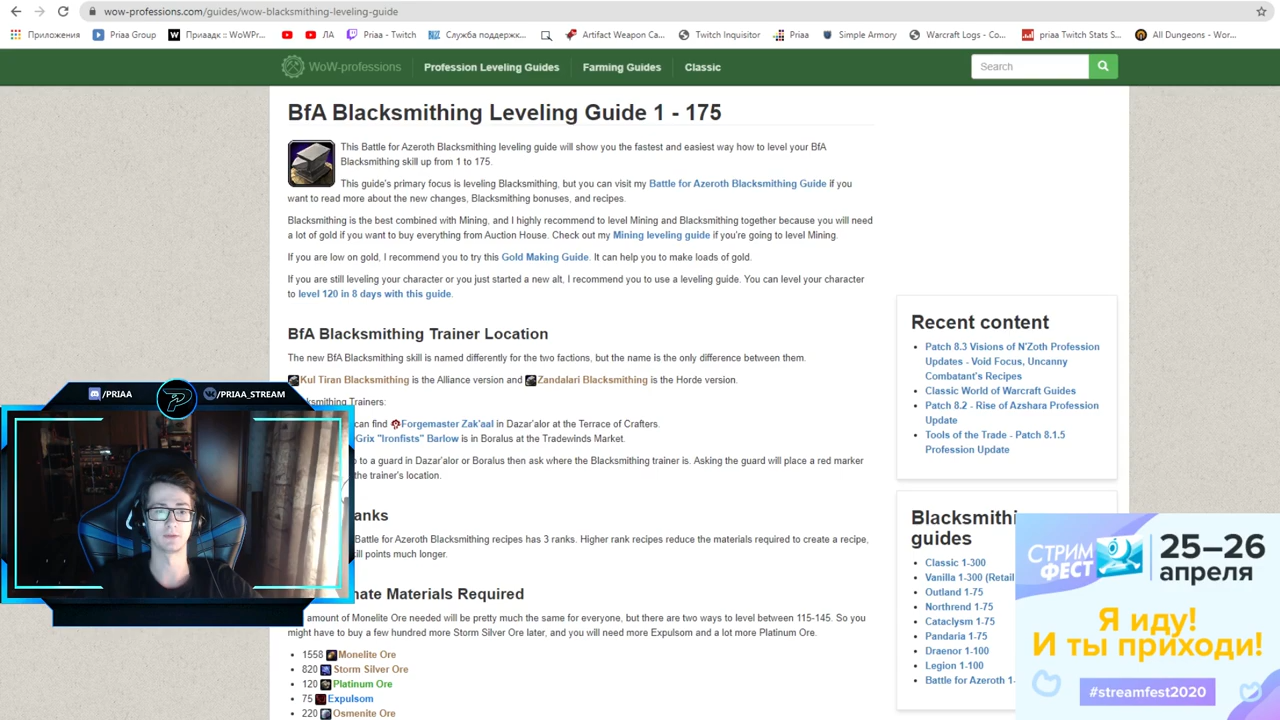 wow-professions.com/guides/wow-blacksmithing-leveling-guide
Приложения
Priaa Group
Приаадк :: WoWPr...
ЛА
Priaa - Twitch
Служба поддержк...
Artifact Weapon Ca...
Twitch Inquisitor
Priaa
Simple Armory
Warcraft Logs - Co...
priaa Twitch Stats S...
All Dungeons - Wor...
WoW-professions
Profession Leveling Guides
Farming Guides
Classic
Search
BfA Blacksmithing Leveling Guide 1 - 175
This Battle for Azeroth Blacksmithing leveling guide will show you the fastest and easiest way how to level your BfA
Blacksmithing skill up from 1 to 175.
This guide's primary focus is leveling Blacksmithing, but you can visit my Battle for Azeroth Blacksmithing Guide if you
want to read more about the new changes, Blacksmithing bonuses, and recipes.
Blacksmithing is the best combined with Mining, and I highly recommend to level Mining and Blacksmithing together because you will need
a lot of gold if you want to buy everything from Auction House. Check out my Mining leveling guide if you're going to level Mining.
If you are low on gold, I recommend you to try this Gold Making Guide. It can help you to make loads of gold.
If you are still leveling your character or you just started a new alt, I recommend you to use a leveling guide. You can level your character
to level 120 in 8 days with this guide.
BfA Blacksmithing Trainer Location
The new BfA Blacksmithing skill is named differently for the two factions, but the name is the only difference between them.
Kul Tiran Blacksmithing is the Alliance version and Zandalari Blacksmithing is the Horde version.
cksmithing Trainers:
can find Forgemaster Zak'aal in Dazar'alor at the Terrace of Crafters.
Grix "Ironfists" Barlow is in Boralus at the Tradewinds Market.
to a guard in Dazar'alor or Boralus then ask where the Blacksmithing trainer is. Asking the guard will place a red marker
the trainer's location.
anks
Battle for Azeroth Blacksmithing recipes has 3 ranks. Higher rank recipes reduce the materials required to create a recipe,
kill points much longer.
mate Materials Required
amount of Monelite Ore needed will be pretty much the same for everyone, but there are two ways to level between 115-145. So you
might have to buy a few hundred more Storm Silver Ore later, and you will need more Expulsom and a lot more Platinum Ore.
1558 Monelite Ore
820 Storm Silver Ore
120 Platinum Ore
75 Expulsom
220 Osmenite Ore
Recent content
Patch 8.3 Visions of N'Zoth Profession
Updates - Void Focus, Uncanny
Combatant's Recipes
Classic World of Warcraft Guides
Patch 8.2 - Rise of Azshara Profession
Update
Tools of the Trade - Patch 8.1.5
Profession Update
Blacksmithi
guides
Classic 1-300
Vanilla 1-300 (Retail
Outland 1-75
Northrend 1-75
Cataclysm 1-75
Pandaria 1-75
Draenor 1-100
Legion 1-100
Battle for Azeroth 1-
/PRIAA
/PRIAA_STREAM
СТРИМ
ФЕСТ
25–26
апреля
Я иду!
И ты приходи!
#streamfest2020